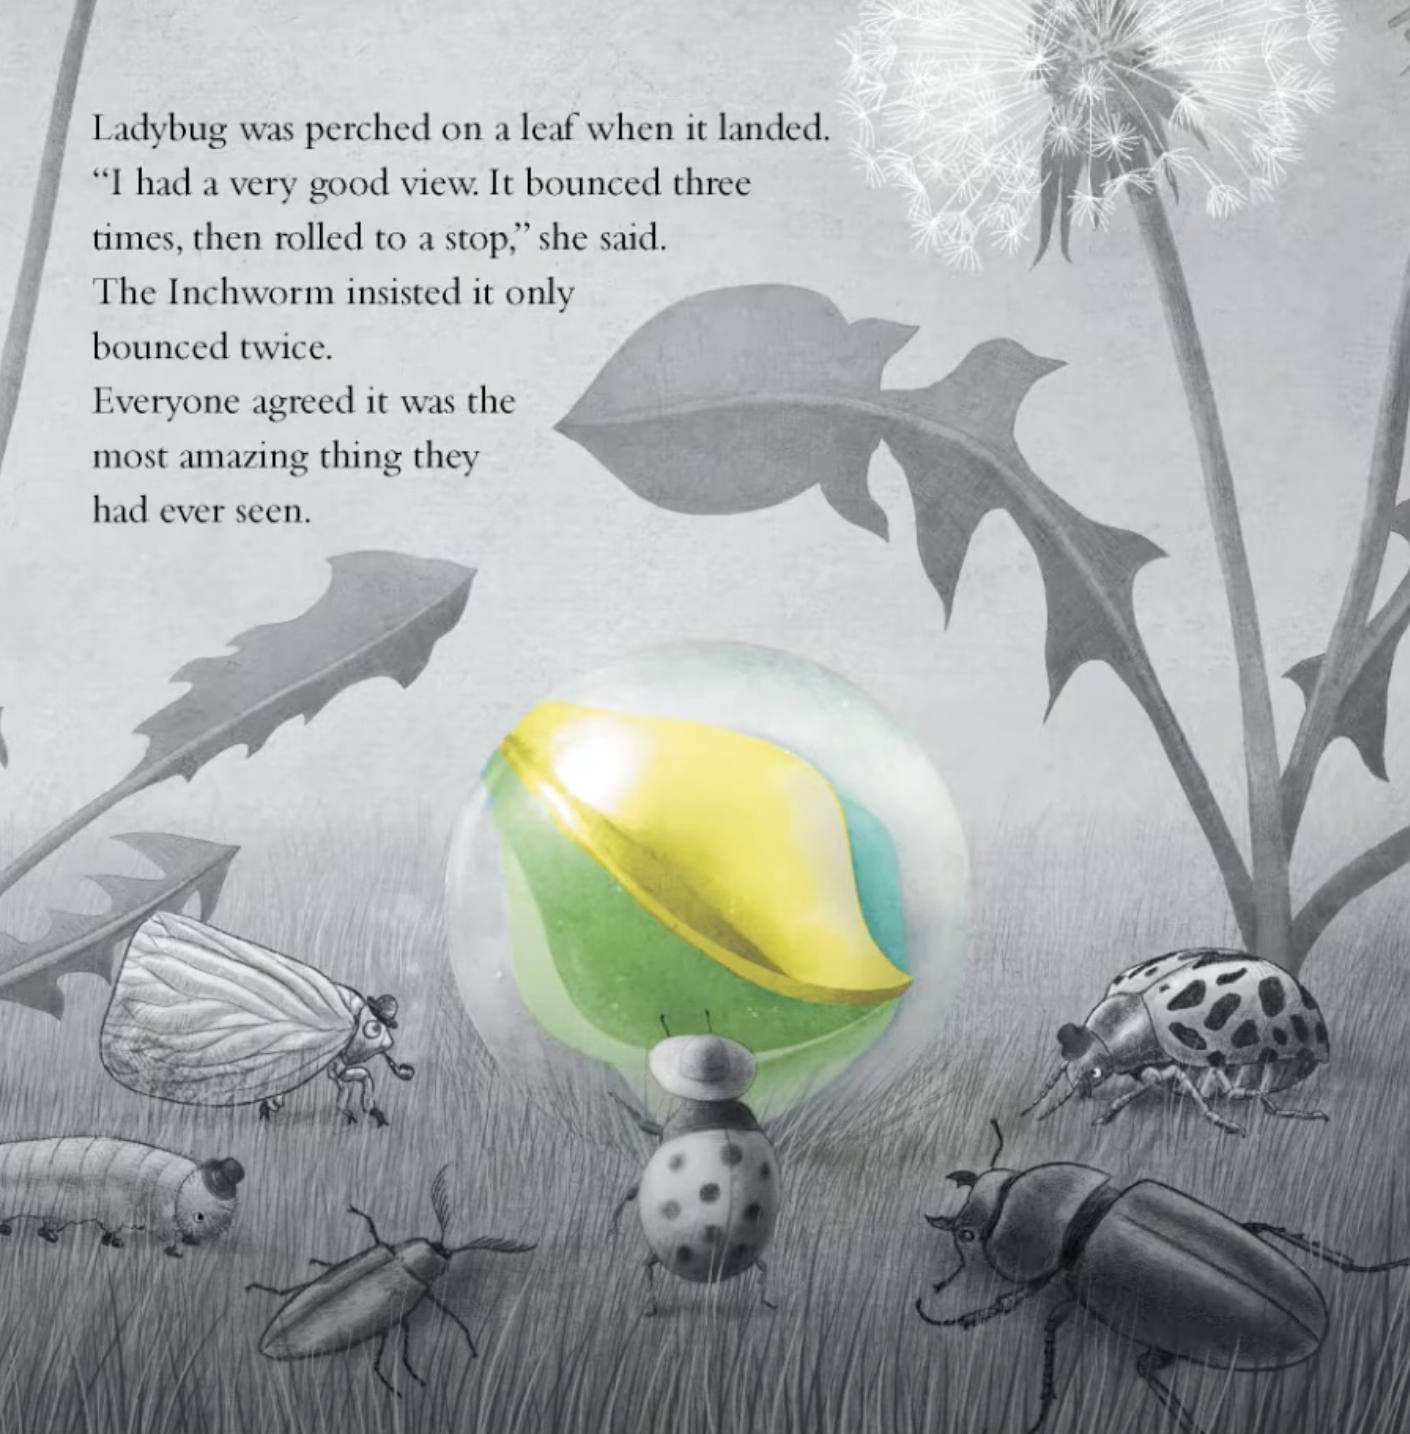 Ladybug was perched on a leaf when it landed.
“I had a very good view. It bounced three
times, then rolled to a stop,” she said.
The Inchworm insisted it only
bounced twice.
Everyone agreed it was the
most amazing thing they
had ever seen.